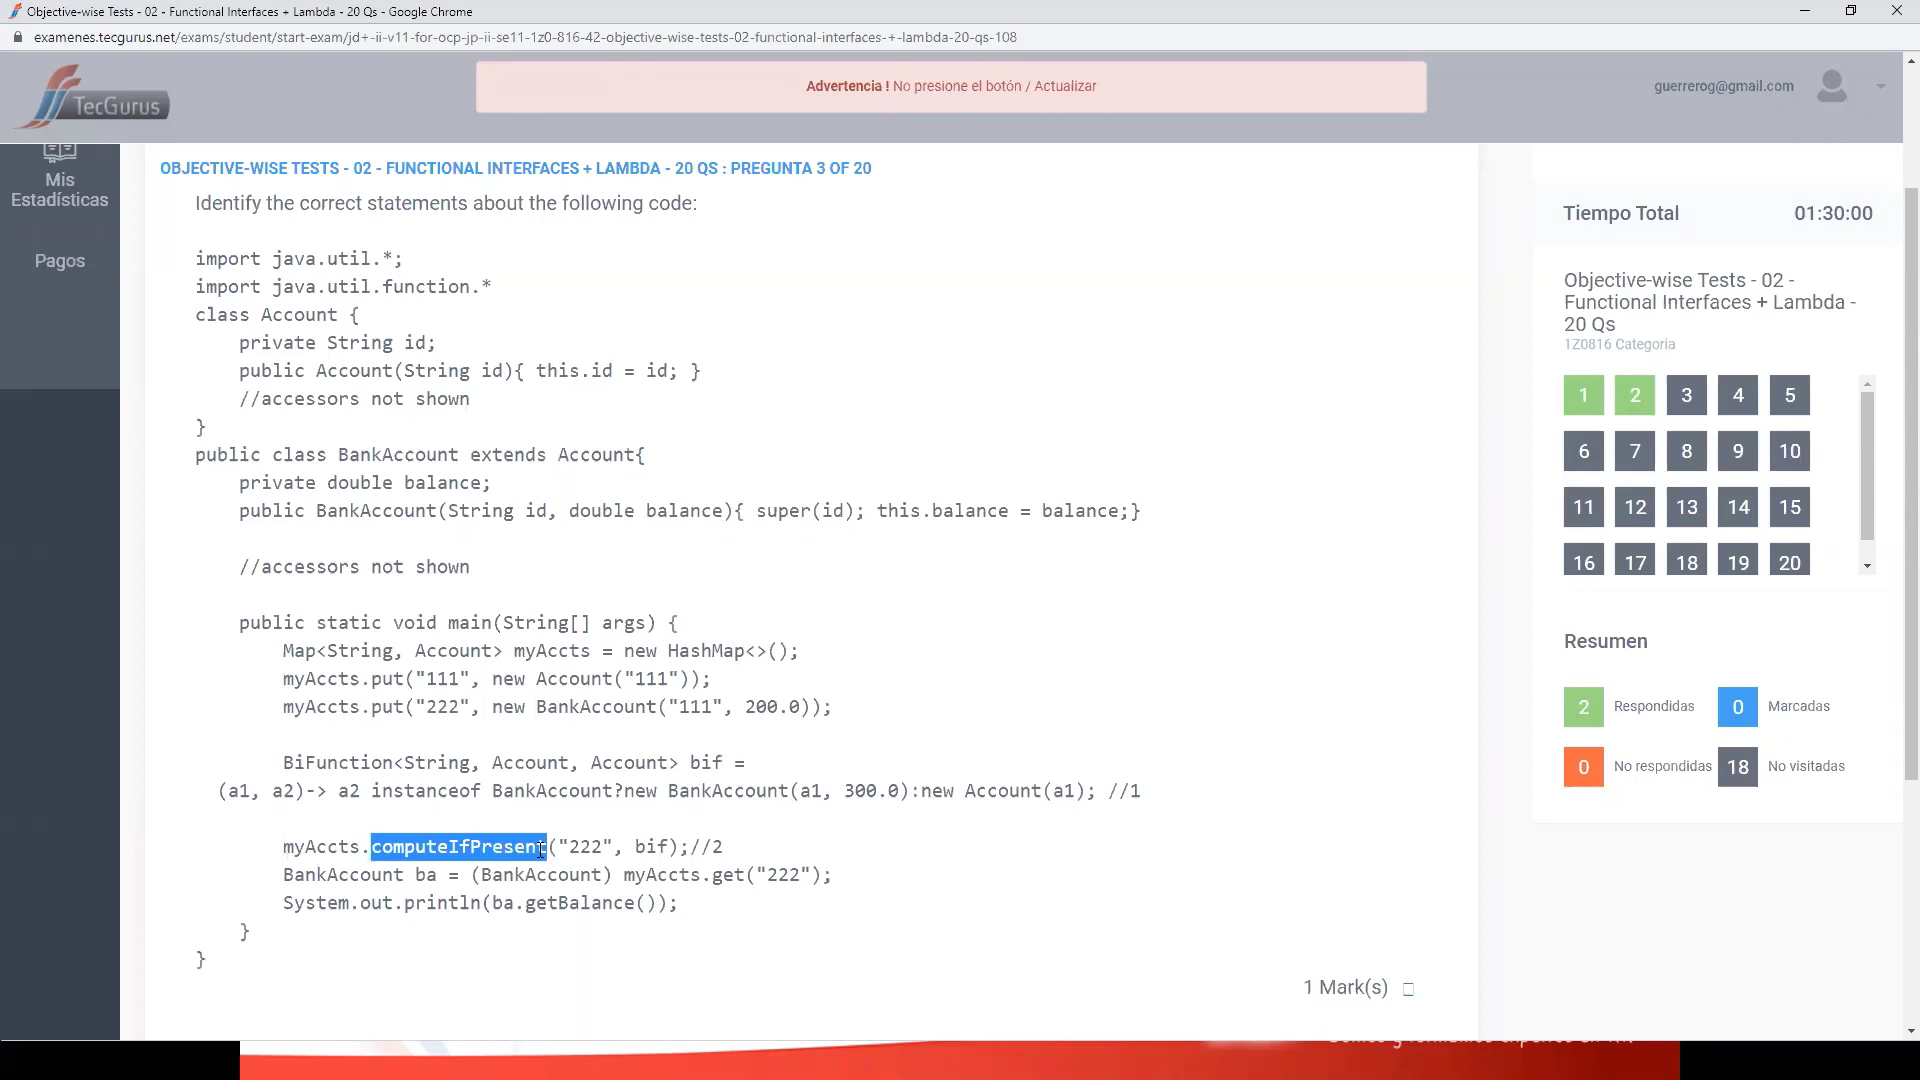 Objective-wise Tests - 02 - Functional Interfaces + Lambda - 20 Qs - Google Chrome
examenes.tecgurus.net/exams/student/start-exam/jd+-ii-v11-for-ocp-jp-ii-se11-1z0-816-42-objective-wise-tests-02-functional-interfaces-+-lambda-20-qs-108
TecGurus
Advertencia ! No presione el botón / Actualizar
guerrerog@gmail.com
Mis
Estadísticas
Pagos
OBJECTIVE-WISE TESTS - 02 - FUNCTIONAL INTERFACES + LAMBDA - 20 QS : PREGUNTA 3 OF 20
Identify the correct statements about the following code:
import java.util.*;
import java.util.function.*
class Account {
private String id;
public Account(String id){ this.id = id; }
//accessors not shown
}
public class BankAccount extends Account{
private double balance;
public BankAccount(String id, double balance){ super(id); this.balance = balance;}
//accessors not shown
public static void main(String[] args) {
Map<String, Account> myAccts = new HashMap<>();
myAccts.put("111", new Account("111"));
myAccts.put("222", new BankAccount("111", 200.0));
BiFunction<String, Account, Account> bif =
(a1, a2)-> a2 instanceof BankAccount?new BankAccount(a1, 300.0):new Account(a1); //1
myAccts.computeIfPresent("222", bif);//2
BankAccount ba = (BankAccount) myAccts.get("222");
System.out.println(ba.getBalance());
}
}
1 Mark(s)
Tiempo Total 01:30:00
Objective-wise Tests - 02 -
Functional Interfaces + Lambda -
20 Qs
1Z0816 Categoria
1 2 3 4 5
6 7 8 9 10
11 12 13 14 15
16 17 18 19 20
Resumen
2 Respondidas 0 Marcadas
0 No respondidas 18 No visitadas